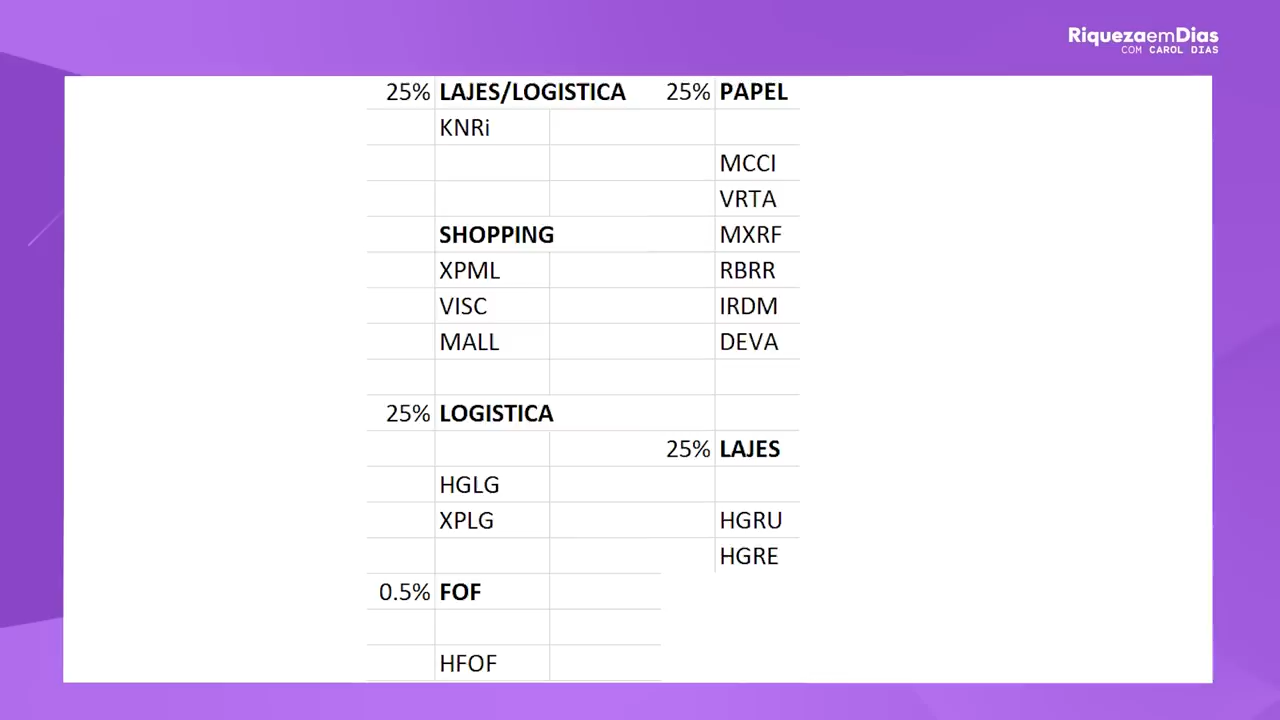 RiquezaemDias
COM CAROL DIAS
25% LAJES/LOGISTICA 25% PAPEL
KNRi
MCCI
VRTA
SHOPPING MXRF
XPML RBRR
VISC IRDM
MALL DEVA
25% LOGISTICA
25% LAJES
HGLG
XPLG HGRU
HGRE
0.5% FOF
HFOF